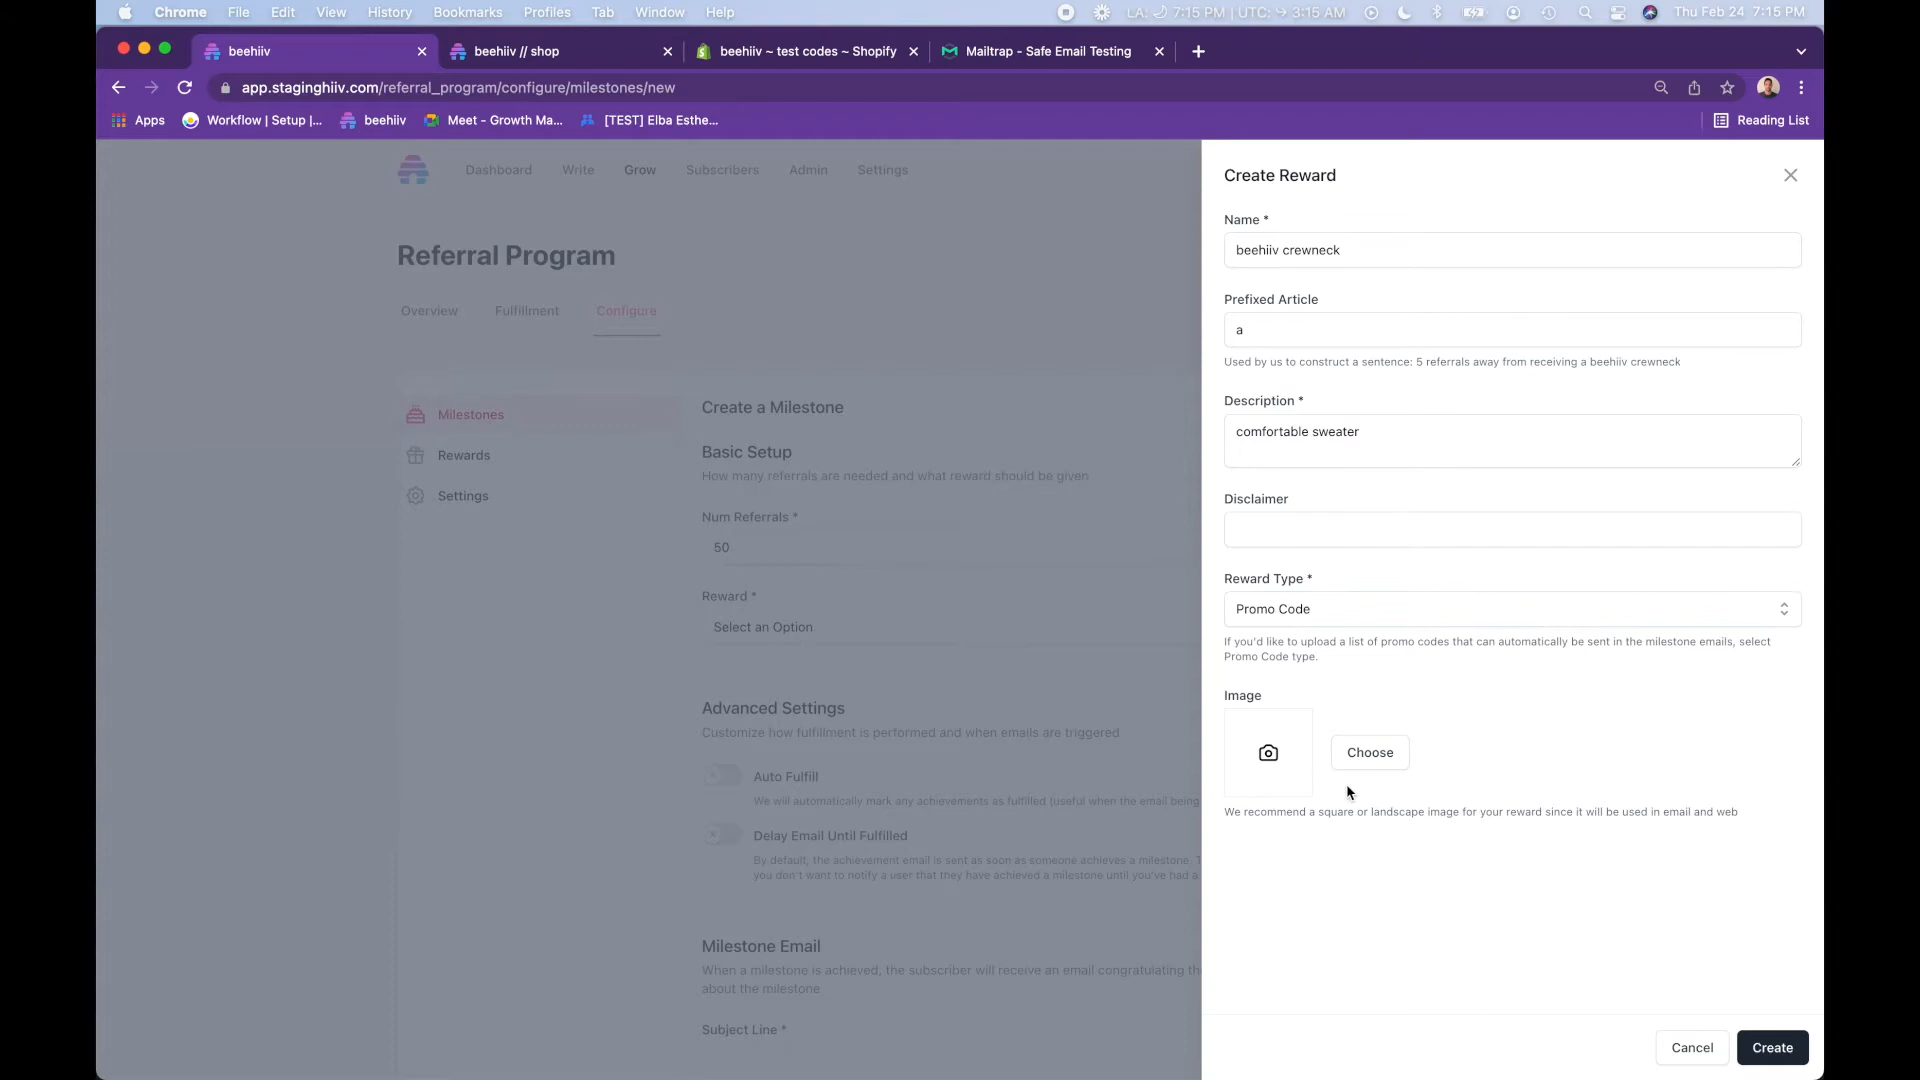 Chrome File Edit View History Bookmarks Profiles Tab Window Help LA: 7:15 PM | UTC: 3:15 AM Thu Feb 24 7:15 PM
beehiiv beehiiv // shop beehiiv ~ test codes ~ Shopify Mailtrap - Safe Email Testing
app.staginghiiv.com/referral_program/configure/milestones/new
Apps Workflow | Setup |... beehiiv Meet - Growth Ma... [TEST] Elba Esthe... Reading List
Dashboard Write Grow Subscribers Admin Settings
Referral Program
Overview Fulfillment Configure
Milestones
Rewards
Settings
Create a Milestone
Basic Setup
How many referrals are needed and what reward should be given
Num Referrals *
50
Reward *
Select an Option
Advanced Settings
Customize how fulfillment is performed and when emails are triggered
Auto Fulfill
We will automatically mark any achievements as fulfilled (useful when the email being
Delay Email Until Fulfilled
By default, the achievement email is sent as soon as someone achieves a milestone. T
you don't want to notify a user that they have achieved a milestone until you've had a
Milestone Email
When a milestone is achieved, the subscriber will receive an email congratulating th
about the milestone
Subject Line *
Create Reward
Name *
beehiiv crewneck
Prefixed Article
a
Used by us to construct a sentence: 5 referrals away from receiving a beehiiv crewneck
Description *
comfortable sweater
Disclaimer
Reward Type *
Promo Code
If you'd like to upload a list of promo codes that can automatically be sent in the milestone emails, select
Promo Code type.
Image
Choose
We recommend a square or landscape image for your reward since it will be used in email and web
Cancel Create